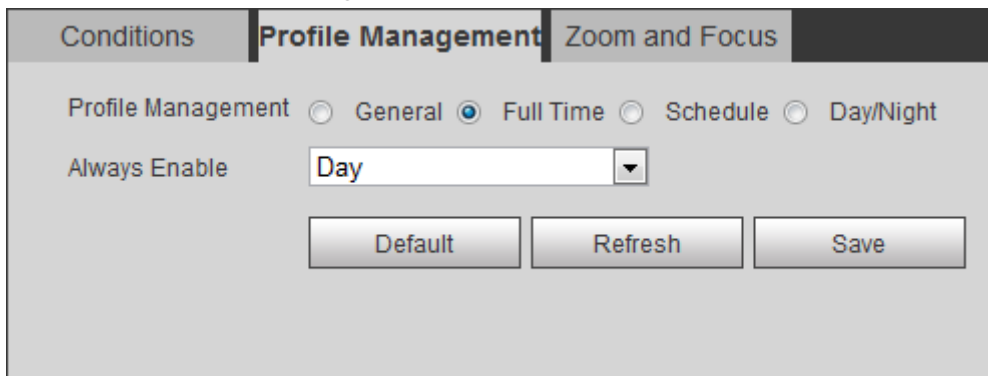 Conditions Profile Management Zoom and Focus
Profile Management General Full Time Schedule Day/Night
Always Enable Day
Default Refresh Save